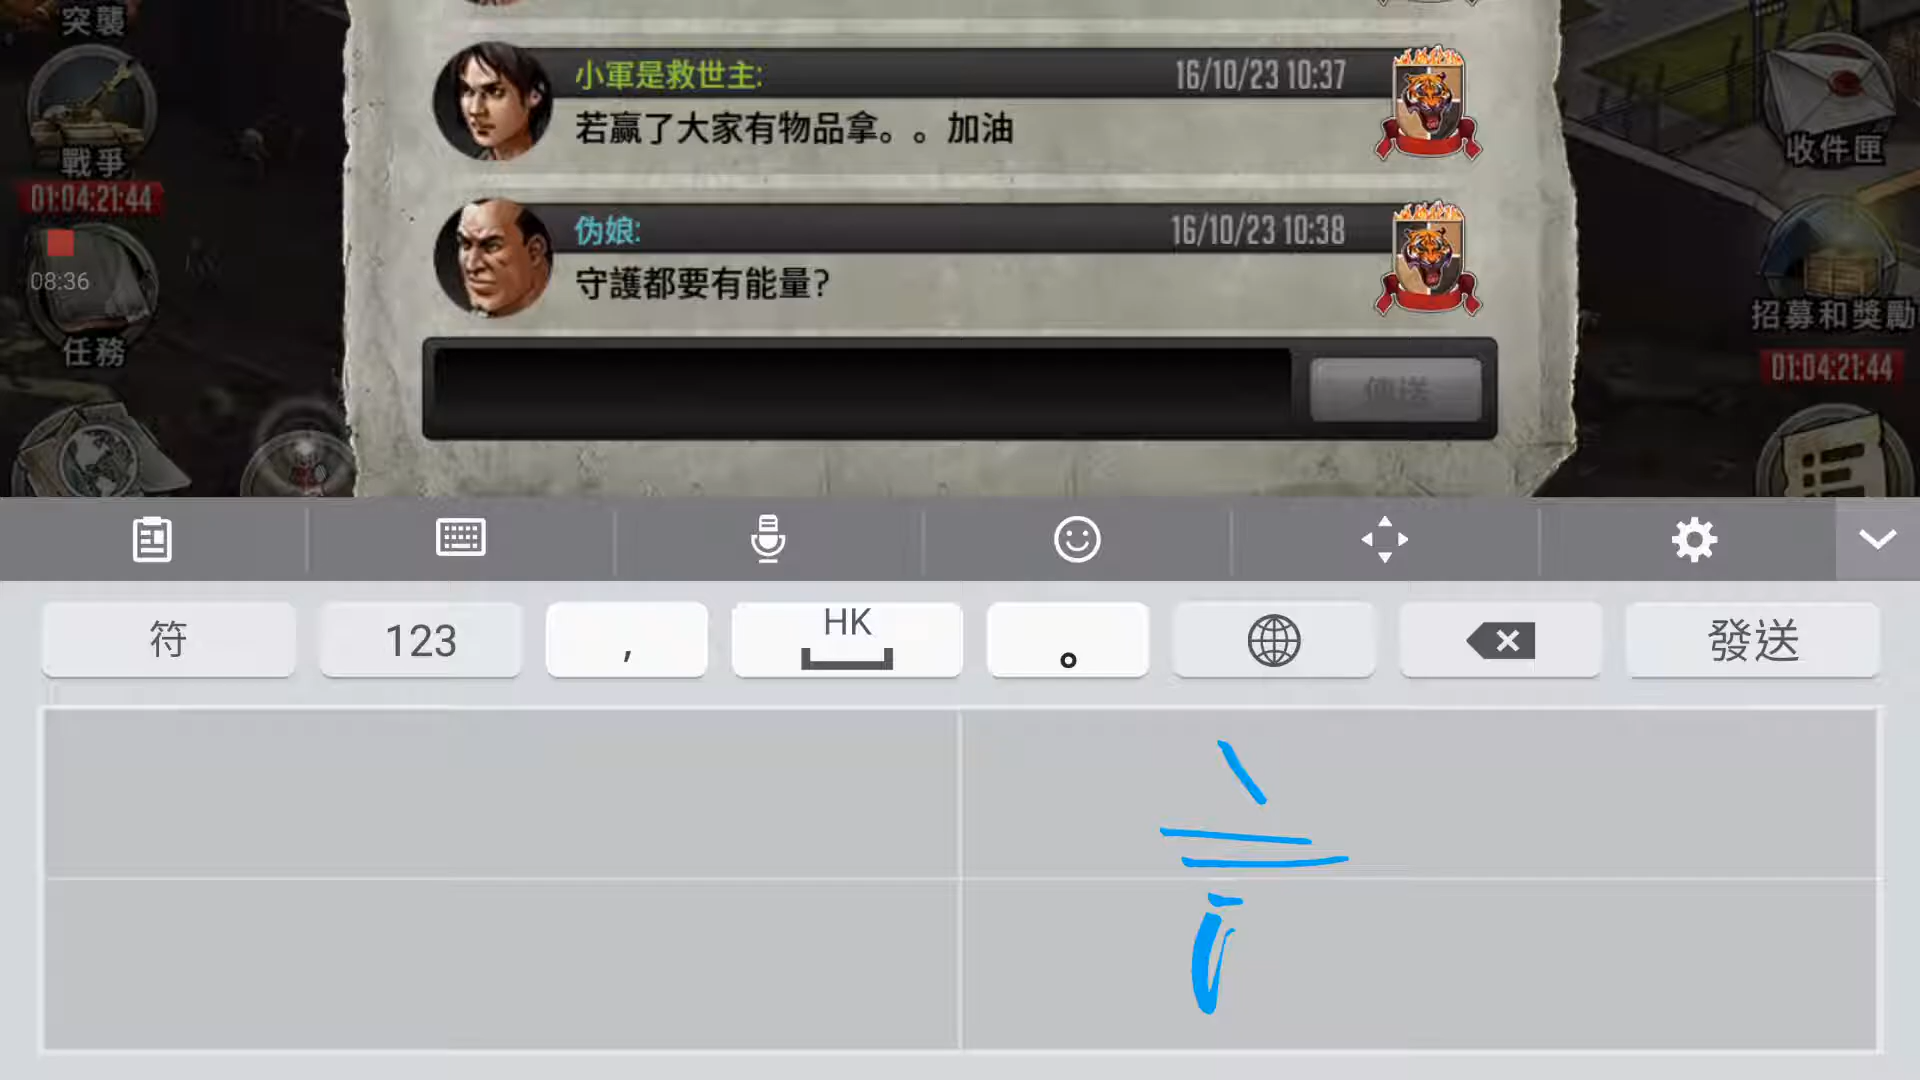 突襲
小軍是救世主: 16/10/23 10:37
若赢了大家有物品拿。。加油
戰爭
01:04:21:44
收件匣
伪娘: 16/10/23 10:38
守護都要有能量?
08:36
任務
招募和獎勵
01:04:21:44
傳送
符 123 , HK 。 發送